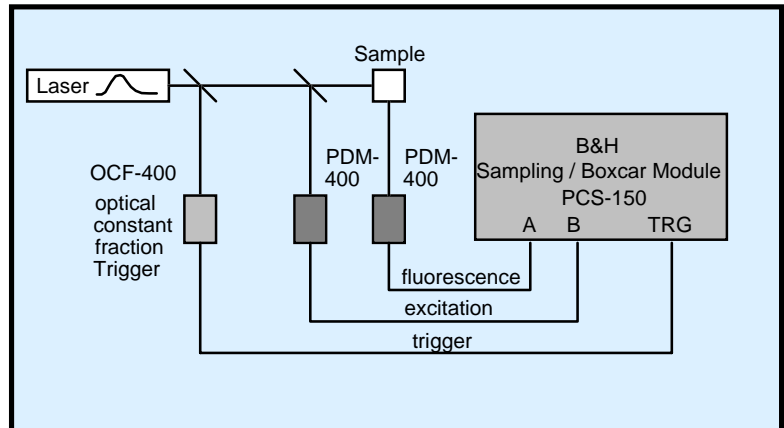 Sample
Laser
B&H
Sampling / Boxcar Module
PCS-150
A B TRG
OCF-400
optical
constant
fraction
Trigger
PDM-
400
PDM-
400
fluorescence
excitation
trigger